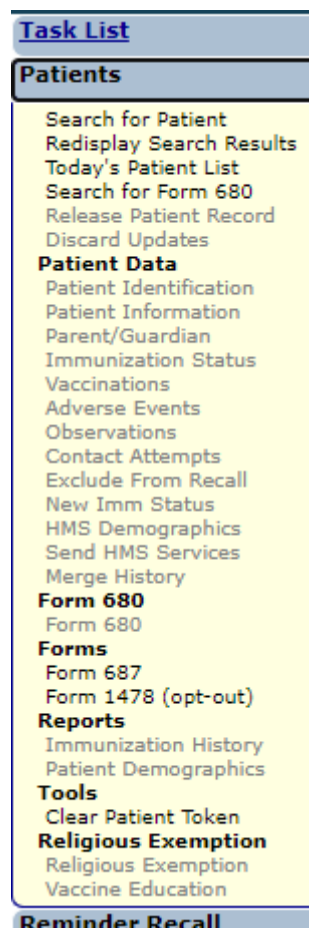 Task List
Patients
Search for Patient
Redisplay Search Results
Today's Patient List
Search for Form 680
Release Patient Record
Discard Updates
Patient Data
Patient Identification
Patient Information
Parent/Guardian
Immunization Status
Vaccinations
Adverse Events
Observations
Contact Attempts
Exclude From Recall
New Imm Status
HMS Demographics
Send HMS Services
Merge History
Form 680
Form 680
Forms
Form 687
Form 1478 (opt-out)
Reports
Immunization History
Patient Demographics
Tools
Clear Patient Token
Religious Exemption
Religious Exemption
Vaccine Education
Reminder Recall